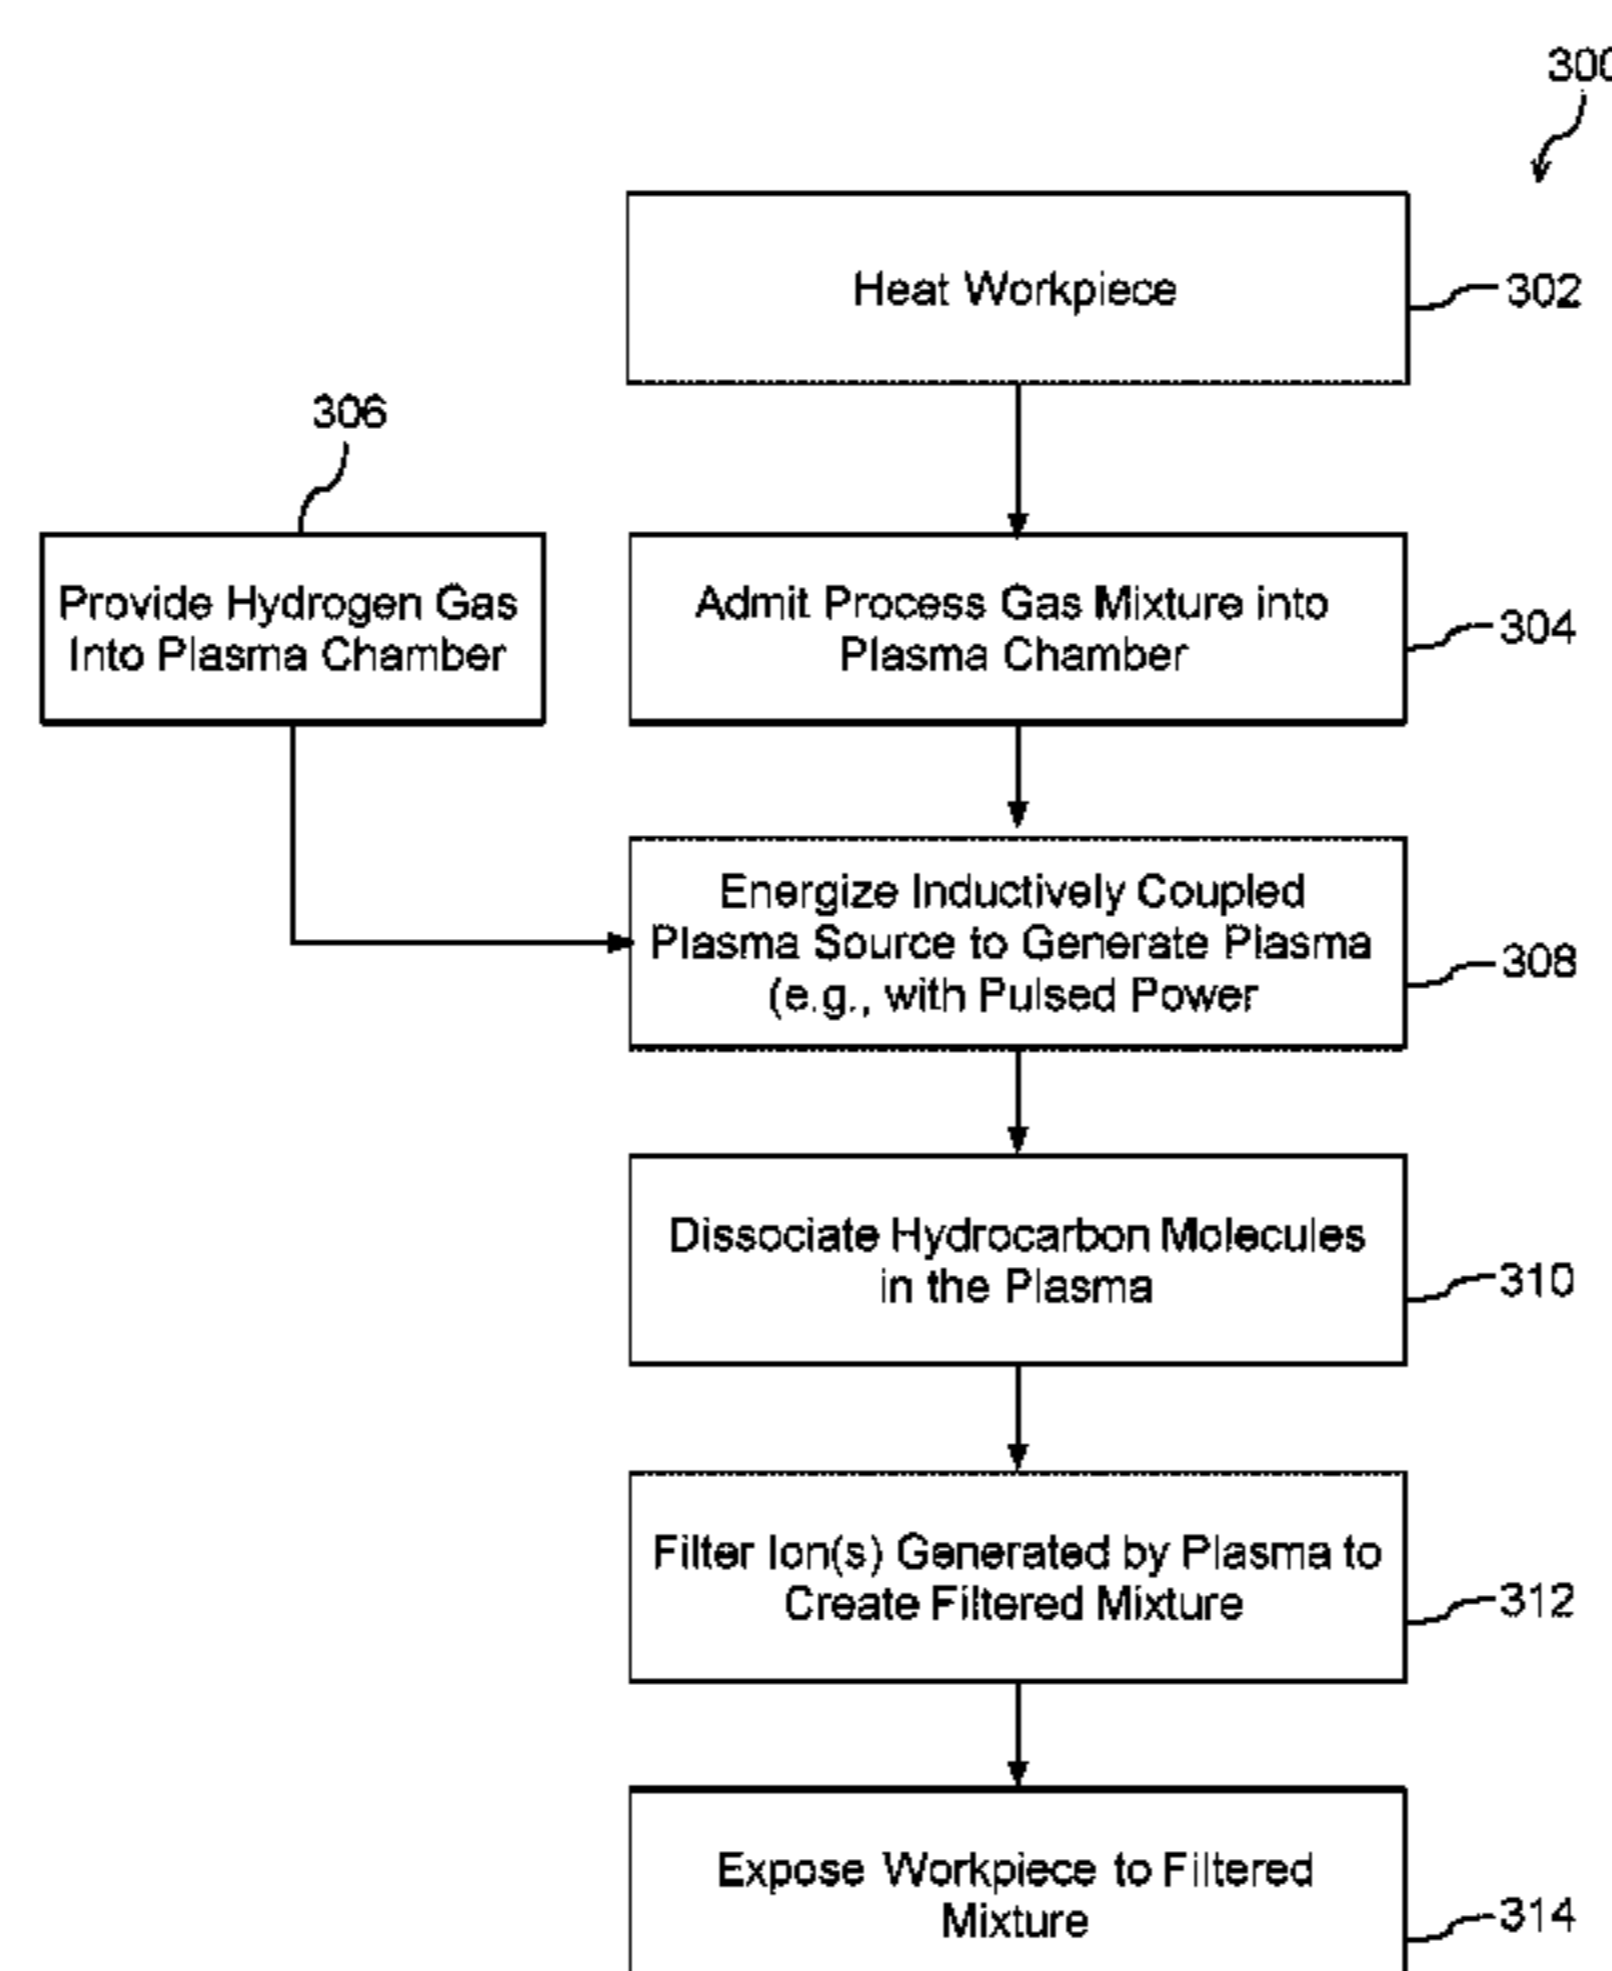 300
Heat Workpiece
302
306
Provide Hydrogen Gas
Into Plasma Chamber
Admit Process Gas Mixture into
Plasma Chamber
304
Energize Inductively Coupled
Plasma Source to Generate Plasma
(e.g., with Pulsed Power
308
Dissociate Hydrocarbon Molecules
in the Plasma
310
Filter Ion(s) Generated by Plasma to
Create Filtered Mixture
312
Expose Workpiece to Filtered
Mixture
314